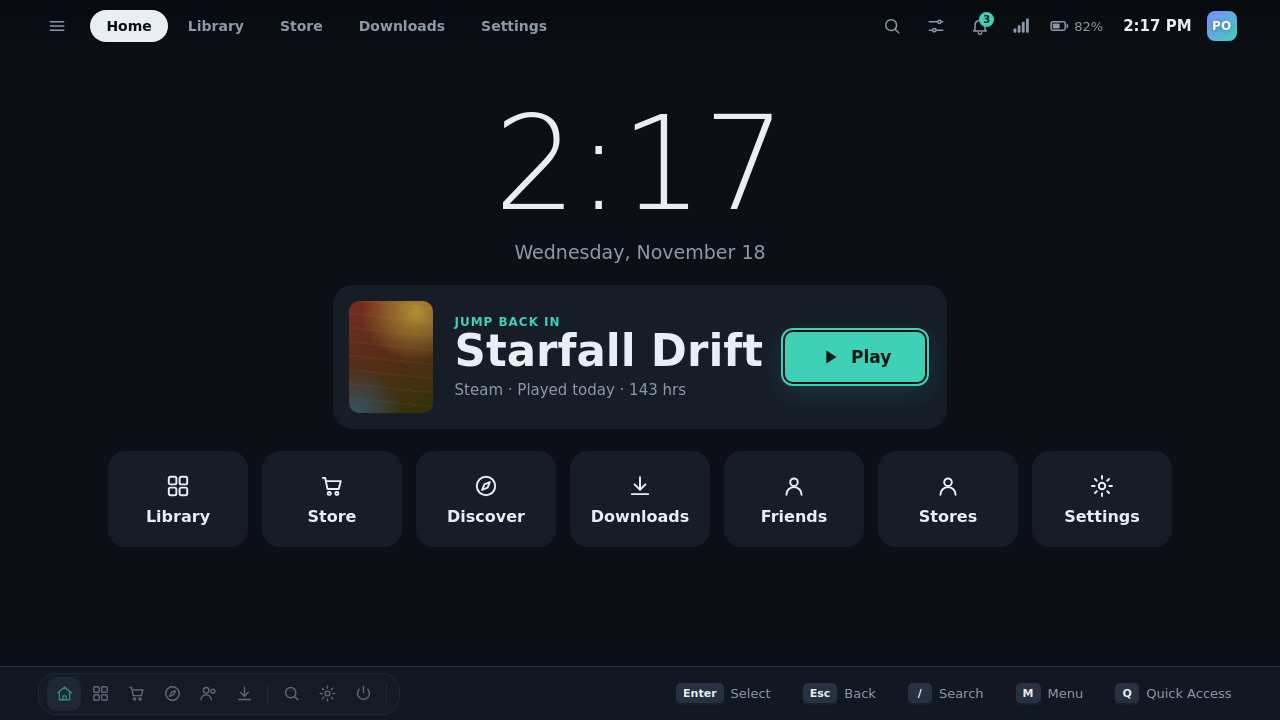 Home Library Store Downloads Settings 3 82% 2:17 PM PO
2:17
Wednesday, November 18
JUMP BACK IN
Starfall Drift
Steam · Played today · 143 hrs
Play
Library Store Discover Downloads Friends Stores Settings
Enter Select Esc Back / Search M Menu Q Quick Access